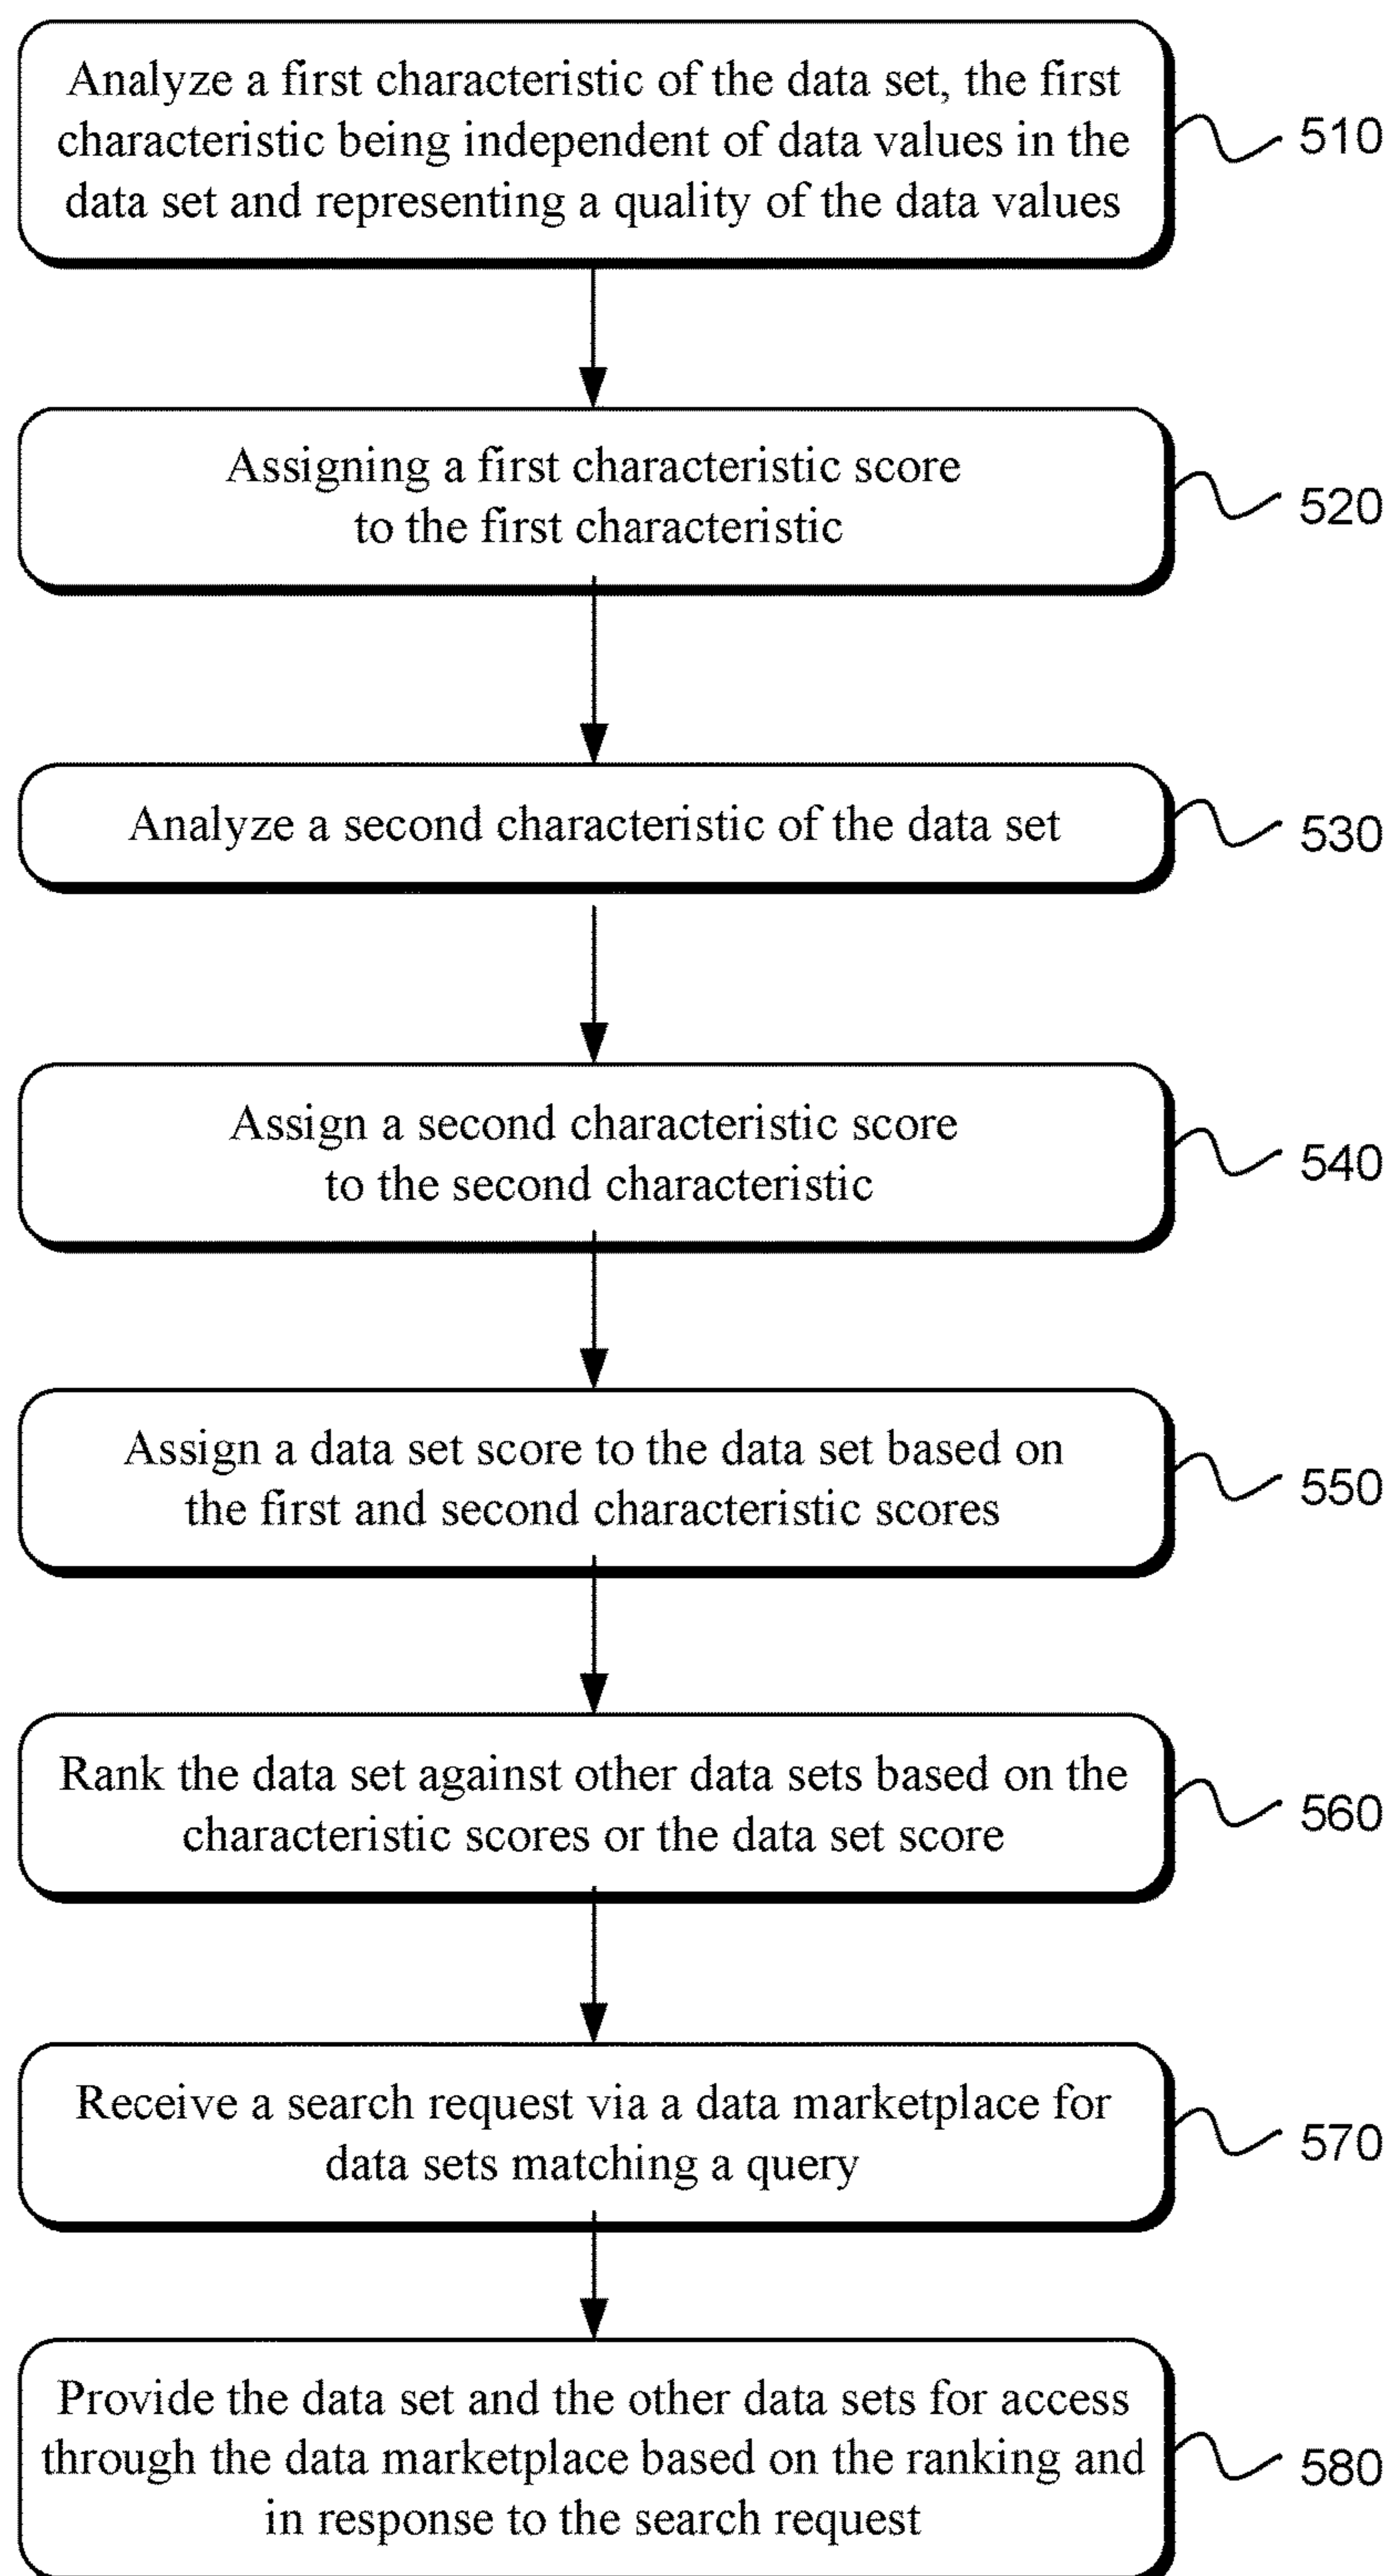 Analyze a first characteristic of the data set, the first
characteristic being independent of data values in the
data set and representing a quality of the data values
510
Assigning a first characteristic score
to the first characteristic
520
Analyze a second characteristic of the data set
530
Assign a second characteristic score
to the second characteristic
540
Assign a data set score to the data set based on
the first and second characteristic scores
550
Rank the data set against other data sets based on the
characteristic scores or the data set score
560
Receive a search request via a data marketplace for
data sets matching a query
570
Provide the data set and the other data sets for access
through the data marketplace based on the ranking and
in response to the search request
580